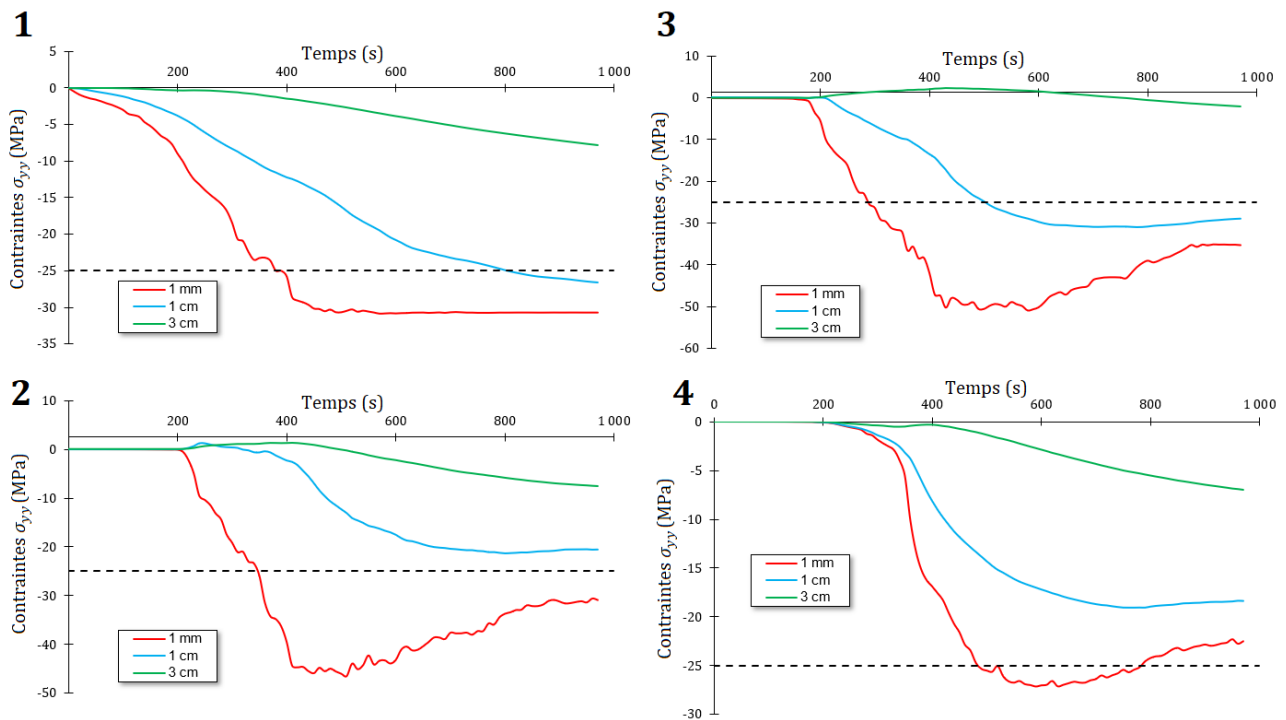 1
Temps (s)
5
0
-5
-10
-15
-20
-25
-30
-35
200 400 600 800 1 000
Contraintes σyy (MPa)
1 mm
1 cm
3 cm
3
Temps (s)
10
0
-10
-20
-30
-40
-50
-60
200 400 600 800 1 000
Contraintes σyy (MPa)
1 mm
1 cm
3 cm
2
Temps (s)
10
0
-10
-20
-30
-40
-50
200 400 600 800 1 000
Contraintes σyy (MPa)
1 mm
1 cm
3 cm
4
Temps (s)
0 200 400 600 800 1 000
0
-5
-10
-15
-20
-25
-30
Contraintes σyy (MPa)
1 mm
1 cm
3 cm